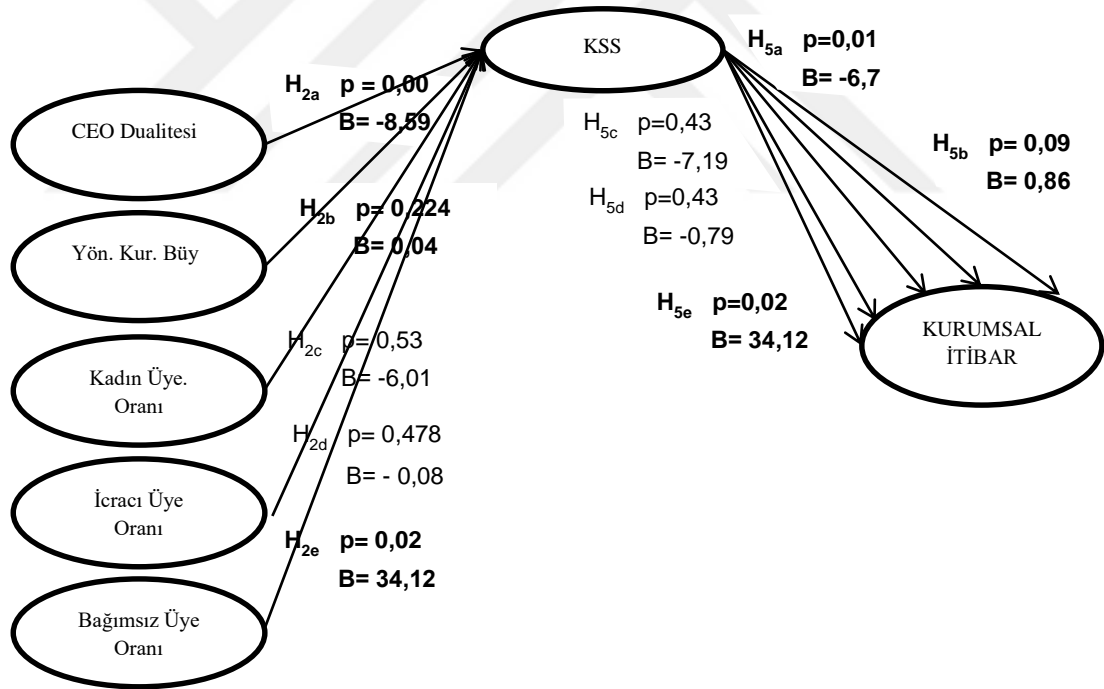 KSS
H5a p=0,01
B= -6,7
H2a p = 0,00
B= -8,59
CEO Dualitesi
H5c p=0,43
B= -7,19
H5d p=0,43
B= -0,79
H5b p= 0,09
B= 0,86
H2b p= 0,224
B= 0,04
Yön. Kur. Büy
H5e p=0,02
B= 34,12
KURUMSAL
İTİBAR
H2c p= 0,53
B= -6,01
Kadın Üye.
Oranı
H2d p= 0,478
B= - 0,08
İcracı Üye
Oranı
H2e p= 0,02
B= 34,12
Bağımsız Üye
Oranı